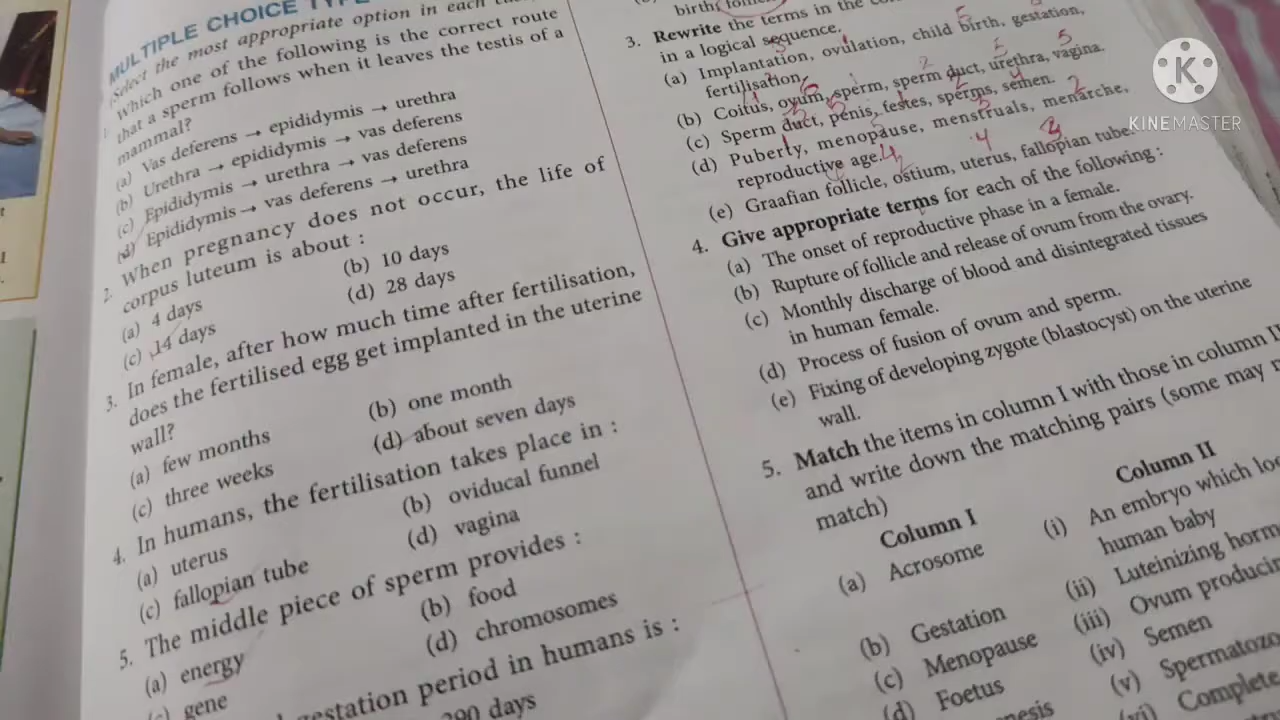 MULTIPLE CHOICE TYPE
(Select the most appropriate option in each
1. Which one of the following is the correct route
that a sperm follows when it leaves the testis of a
mammal?
(a) Vas deferens → epididymis → urethra
(b) Urethra → epididymis → vas deferens
(c) Epididymis → urethra → vas deferens
(d) Epididymis → vas deferens → urethra
2. When pregnancy does not occur, the life of
corpus luteum is about :
(a) 4 days
(b) 10 days
(c) 14 days
(d) 28 days
3. In female, after how much time after fertilisation,
does the fertilised egg get implanted in the uterine
wall?
(a) few months
(b) one month
(c) three weeks
(d) about seven days
4. In humans, the fertilisation takes place in :
(a) uterus
(b) oviducal funnel
(c) fallopian tube
(d) vagina
5. The middle piece of sperm provides :
(a) energy
(b) food
(c) gene
(d) chromosomes
gestation period in humans is :
days
birth,
3. Rewrite the terms in the
in a logical sequence.
(a) Implantation, ovulation, child birth, gestation,
fertilisation,
(b) Coitus, ovum, sperm, sperm duct, urethra, vagina.
(c) Sperm duct, penis, testes, sperms, semen.
(d) Puberty, menopause, menstruals, menarche,
reproductive age.
(e) Graafian follicle, ostium, uterus, fallopian tube.
4. Give appropriate terms for each of the following :
(a) The onset of reproductive phase in a female.
(b) Rupture of follicle and release of ovum from the ovary.
(c) Monthly discharge of blood and disintegrated tissues
in human female.
(d) Process of fusion of ovum and sperm.
(e) Fixing of developing zygote (blastocyst) on the uterine
wall.
5. Match the items in column I with those in column II
and write down the matching pairs (some may
match)
Column I
Column II
(a) Acrosome
(i) An embryo which
human baby
(b) Gestation
(ii) Luteinizing
(c) Menopause
(iii) Ovum
(d) Foetus
(iv) Semen
(v)
(vi) Complete
KINEMASTER